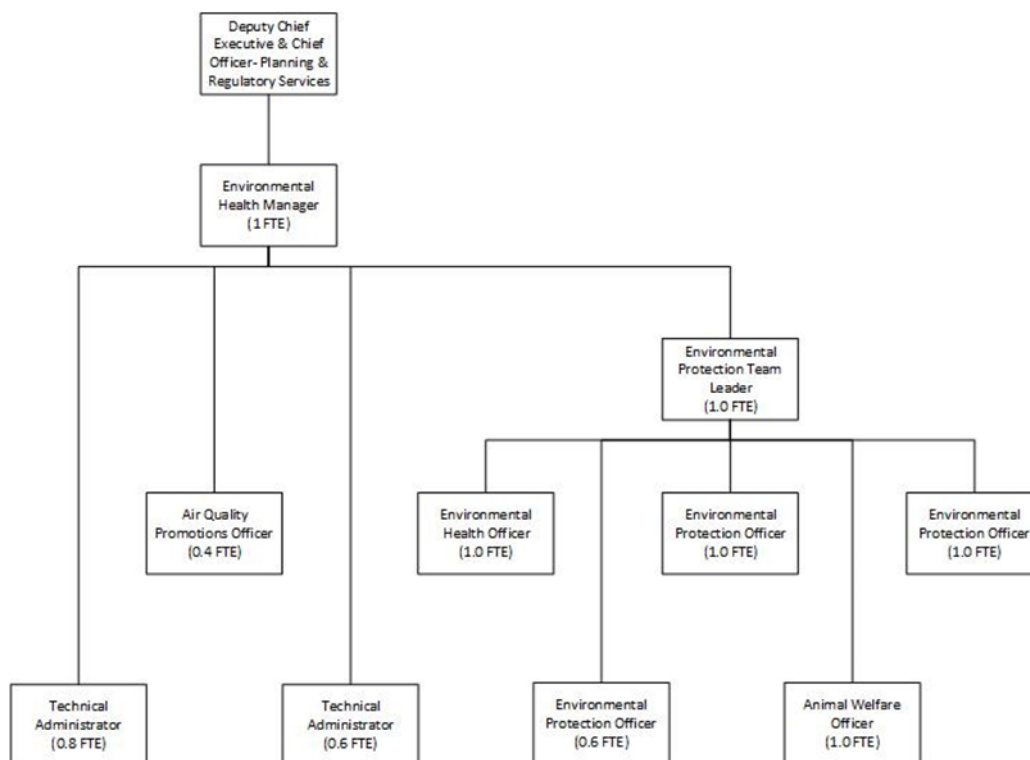 Deputy Chief
Executive & Chief
Officer- Planning &
Regulatory Services
Environmental
Health Manager
(1 FTE)
Environmental
Protection Team
Leader
(1.0 FTE)
Air Quality
Promotions Officer
(0.4 FTE)
Environmental
Health Officer
(1.0 FTE)
Environmental
Protection Officer
(1.0 FTE)
Environmental
Protection Officer
(1.0 FTE)
Technical
Administrator
(0.8 FTE)
Technical
Administrator
(0.6 FTE)
Environmental
Protection Officer
(0.6 FTE)
Animal Welfare
Officer
(1.0 FTE)